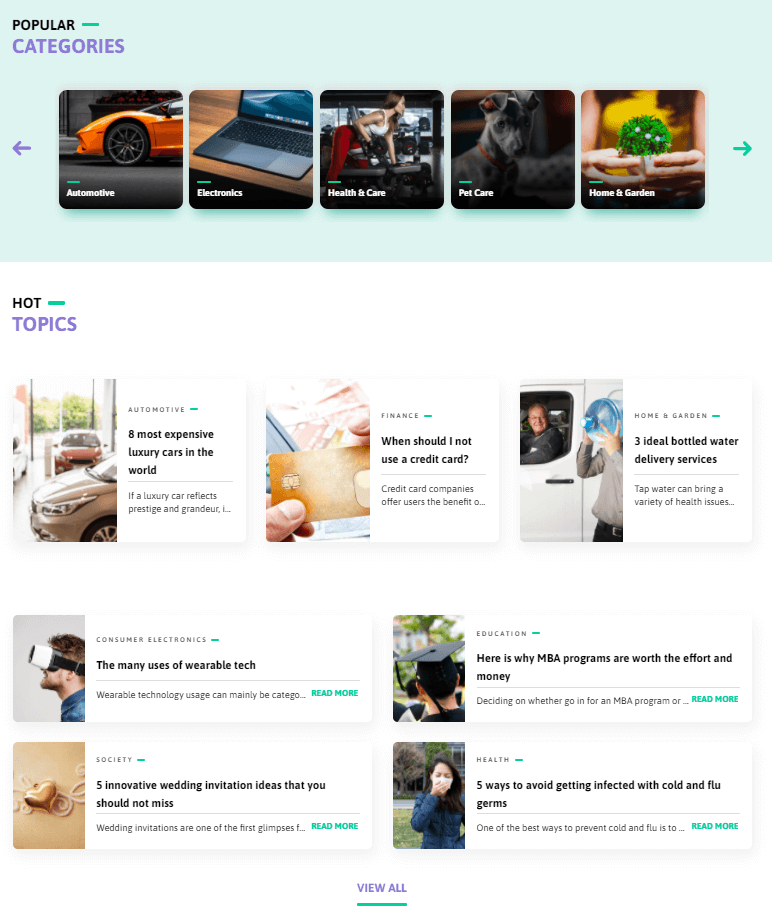 POPULAR
CATEGORIES
Automotive
Electronics
Health & Care
Pet Care
Home & Garden
HOT
TOPICS
AUTOMOTIVE
8 most expensive
luxury cars in the
world
If a luxury car reflects
prestige and grandeur, i...
FINANCE
When should I not
use a credit card?
Credit card companies
offer users the benefit o...
HOME & GARDEN
3 ideal bottled water
delivery services
Tap water can bring a
variety of health issues...
CONSUMER ELECTRONICS
The many uses of wearable tech
Wearable technology usage can mainly be catego... READ MORE
EDUCATION
Here is why MBA programs are worth the effort and
money
Deciding on whether go in for an MBA program or ... READ MORE
SOCIETY
5 innovative wedding invitation ideas that you
should not miss
Wedding invitations are one of the first glimpses f... READ MORE
HEALTH
5 ways to avoid getting infected with cold and flu
germs
One of the best ways to prevent cold and flu is to ... READ MORE
VIEW ALL